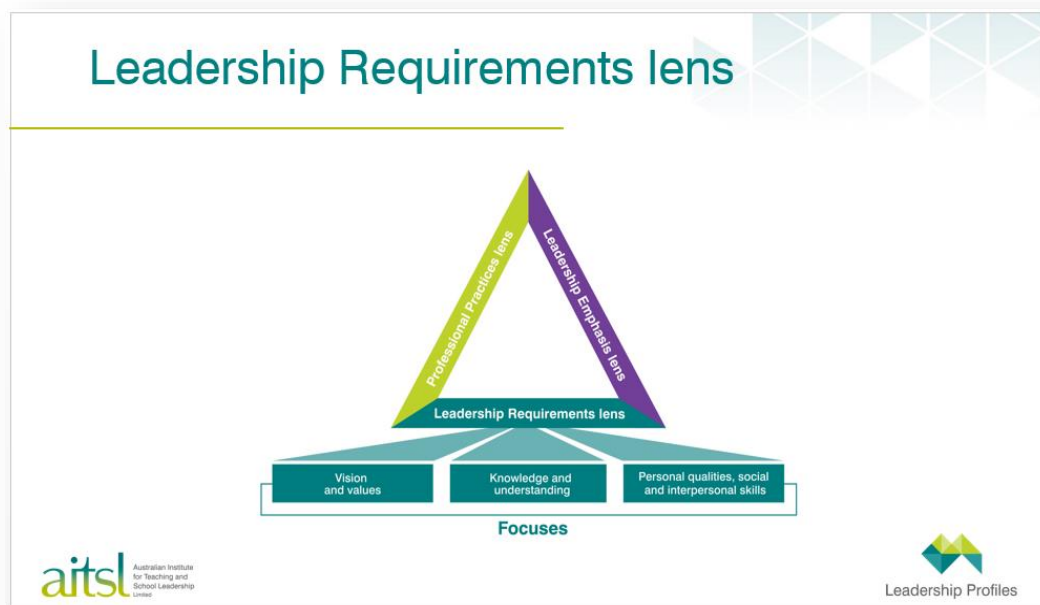 Leadership Requirements lens
Professional Practices lens
Leadership Emphasis lens
Leadership Requirements lens
Vision
and values
Knowledge and
understanding
Personal qualities, social
and interpersonal skills
Focuses
aitsl
Australian Institute
for Teaching and
School Leadership
Limited
Leadership Profiles